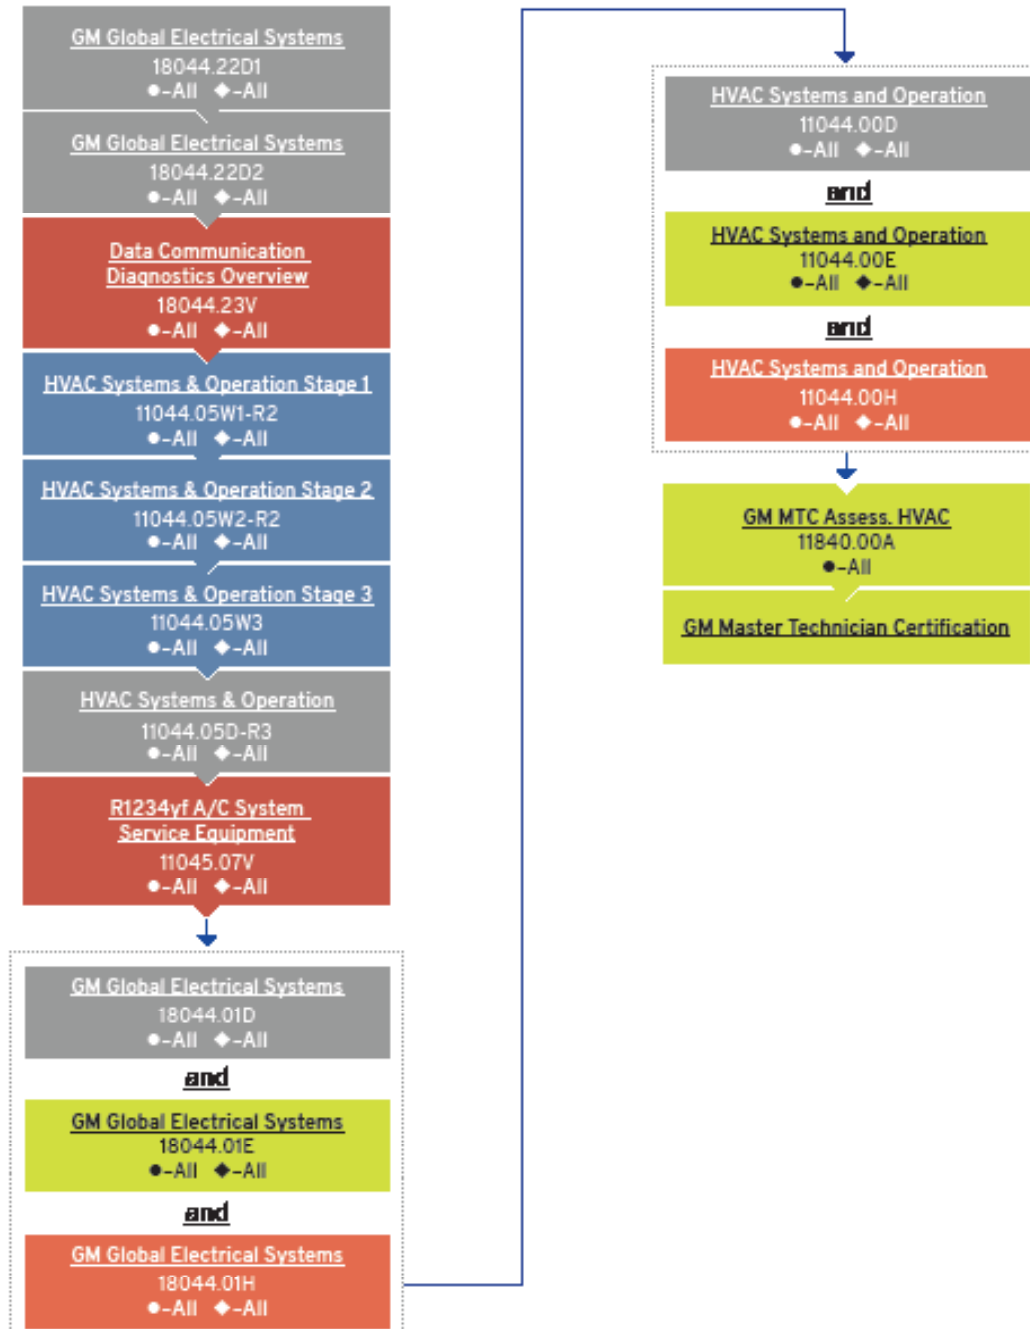 GM Global Electrical Systems
18044.22D1
●-All ◆-All
GM Global Electrical Systems
18044.22D2
●-All ◆-All
Data Communication
Diagnostics Overview
18044.23V
●-All ◆-All
HVAC Systems & Operation Stage 1
11044.05W1-R2
●-All ◆-All
HVAC Systems & Operation Stage 2
11044.05W2-R2
●-All ◆-All
HVAC Systems & Operation Stage 3
11044.05W3
●-All ◆-All
HVAC Systems & Operation
11044.05D-R3
●-All ◆-All
R1234yf A/C System
Service Equipment
11045.07V
●-All ◆-All
GM Global Electrical Systems
18044.01D
●-All ◆-All
and
GM Global Electrical Systems
18044.01E
●-All ◆-All
and
GM Global Electrical Systems
18044.01H
●-All ◆-All
HVAC Systems and Operation
11044.00D
●-All ◆-All
and
HVAC Systems and Operation
11044.00E
●-All ◆-All
and
HVAC Systems and Operation
11044.00H
●-All ◆-All
GM MTC Assess. HVAC
11840.00A
●-All
GM Master Technician Certification